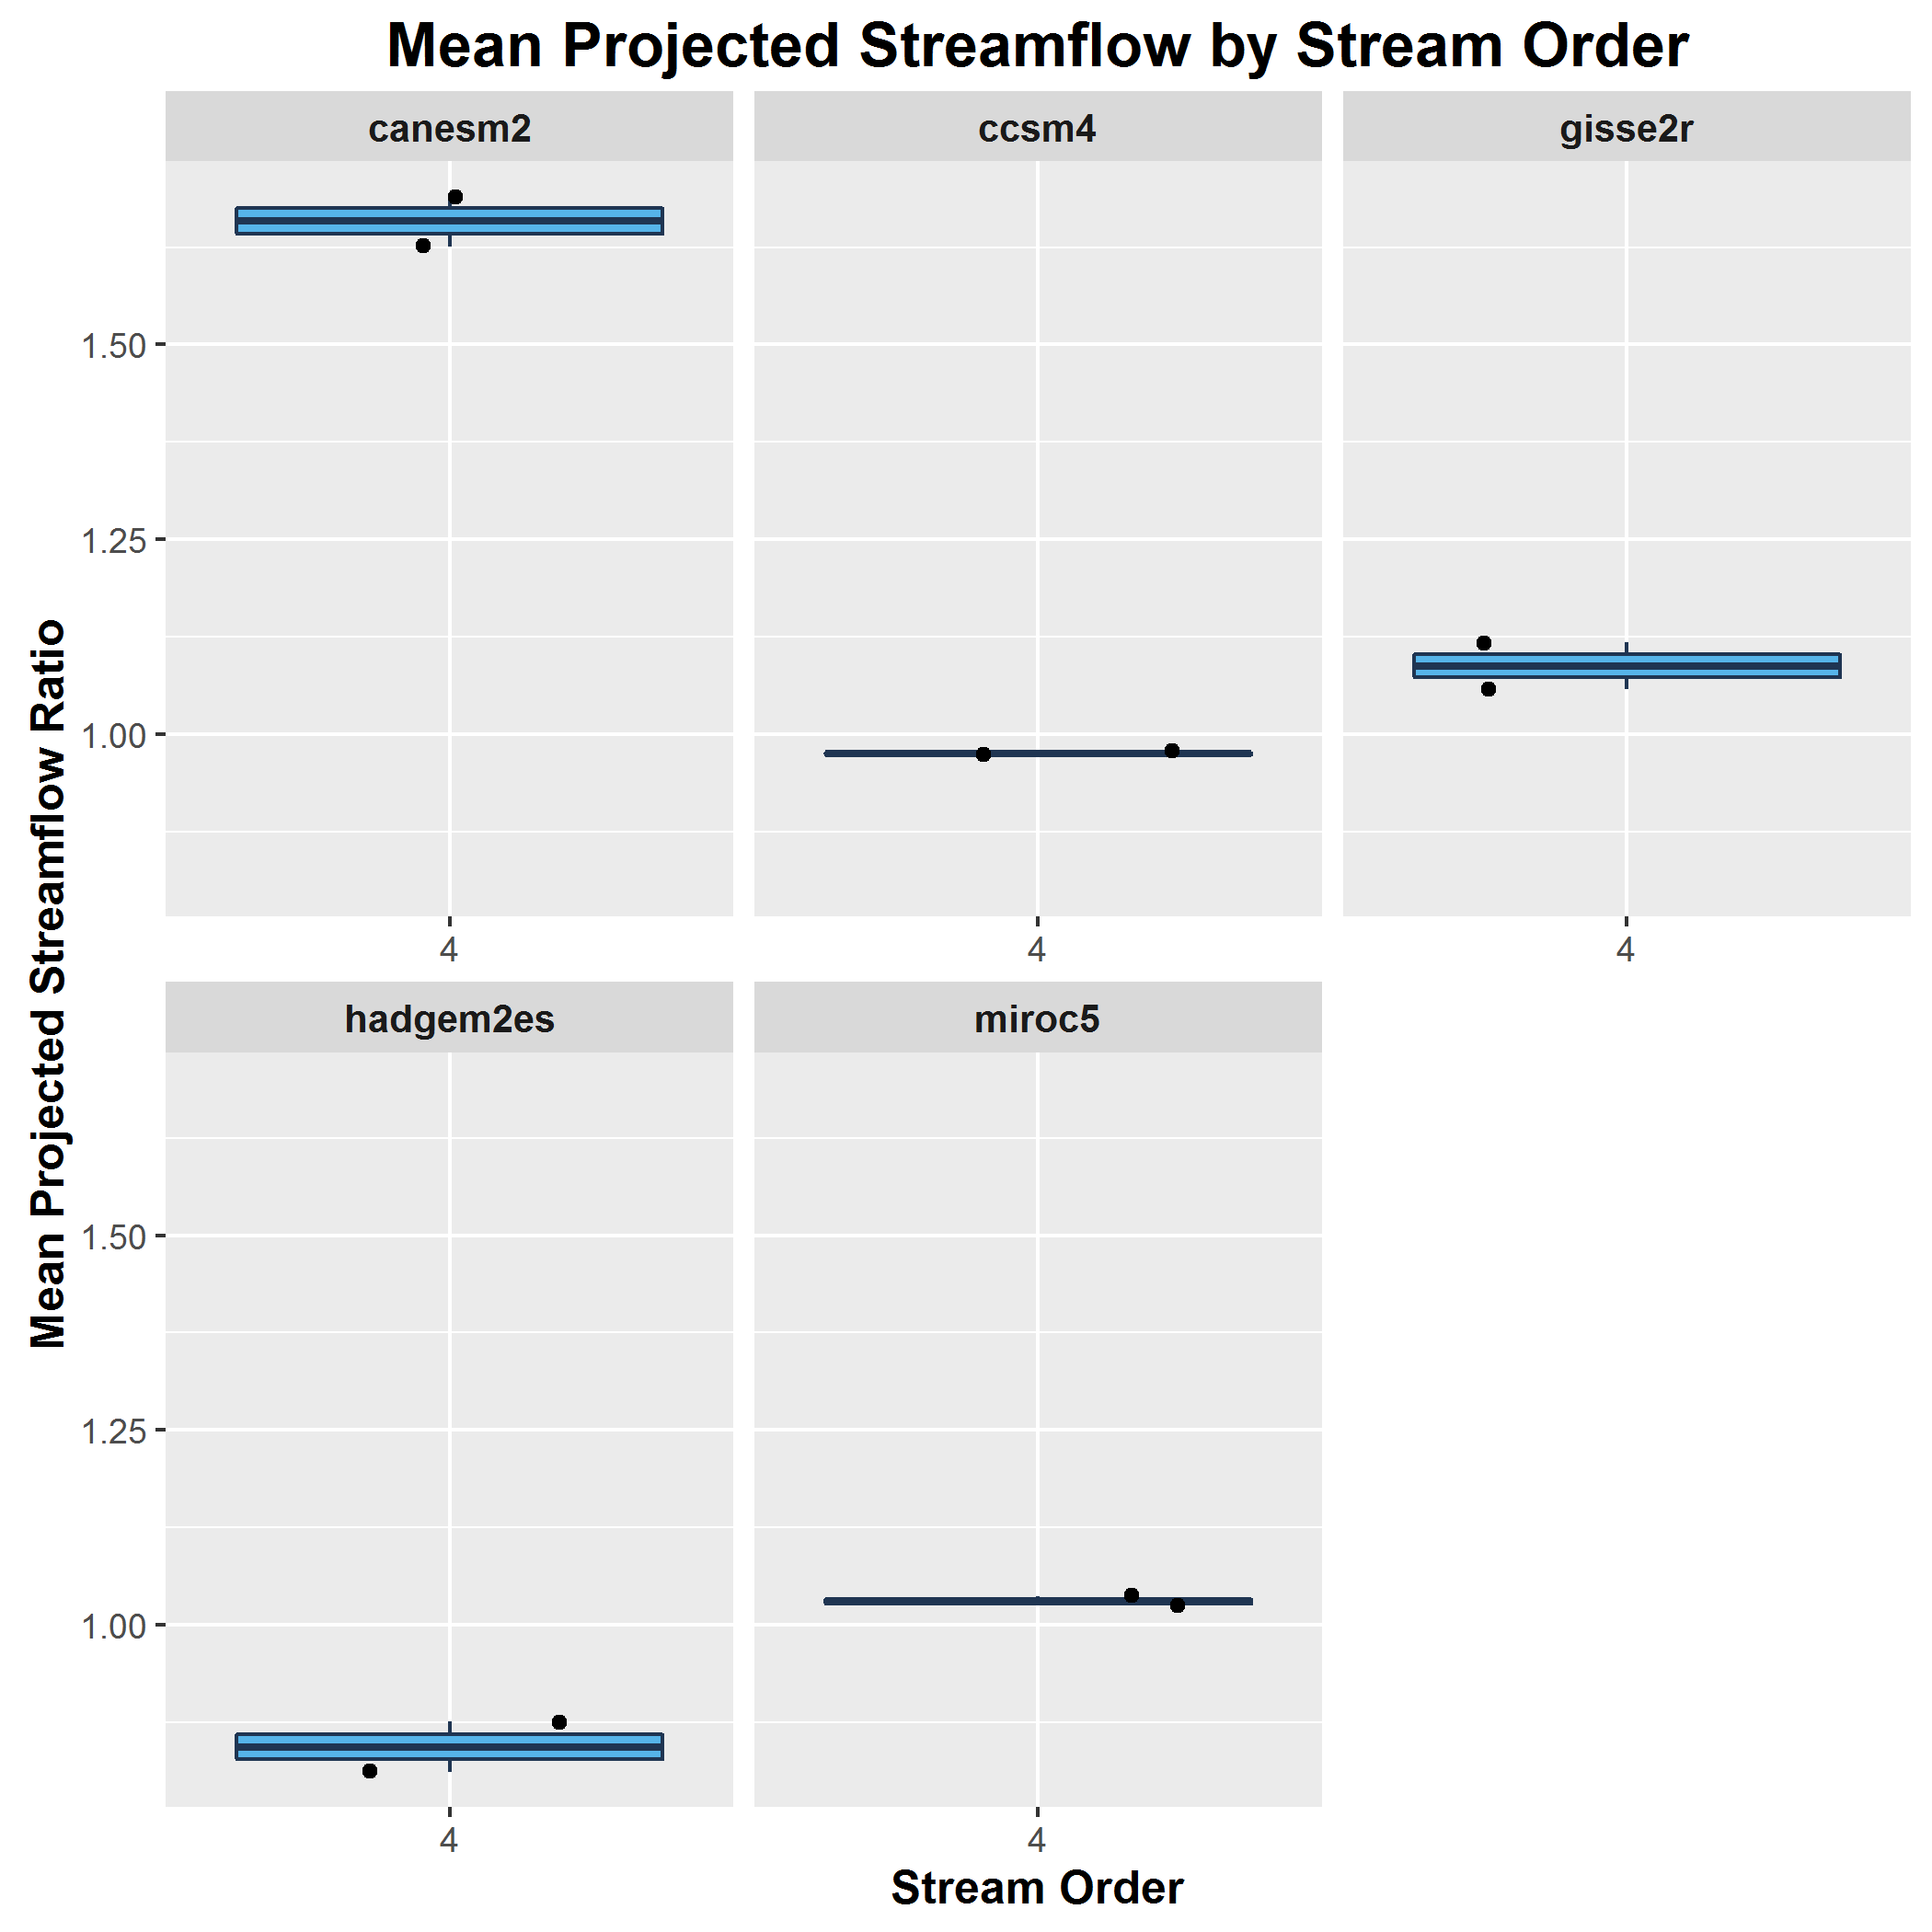 Mean Projected Streamflow by Stream Order
canesm2
ccsm4
gisse2r
1.50
1.25
1.00
4
4
4
Mean Projected Streamflow Ratio
hadgem2es
miroc5
1.50
1.25
1.00
4
4
Stream Order